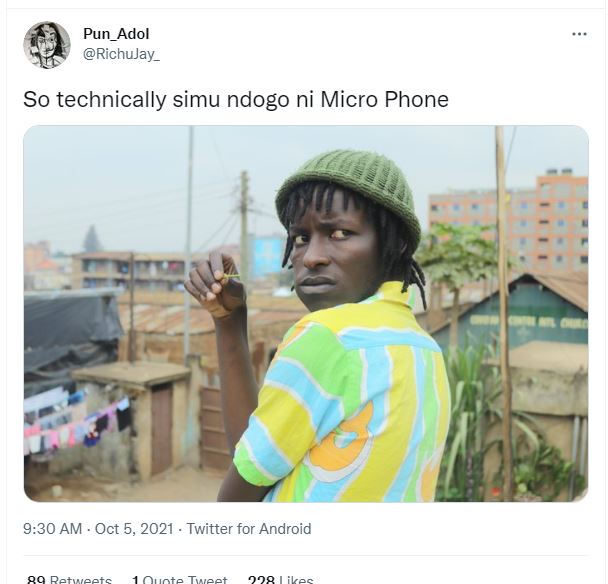 Pun_Adol
@RichuJay_
So technically simu ndogo ni Micro Phone
9:30 AM · Oct 5, 2021 · Twitter for Android
89 Retweets 1 Quote Tweet 228 Likes